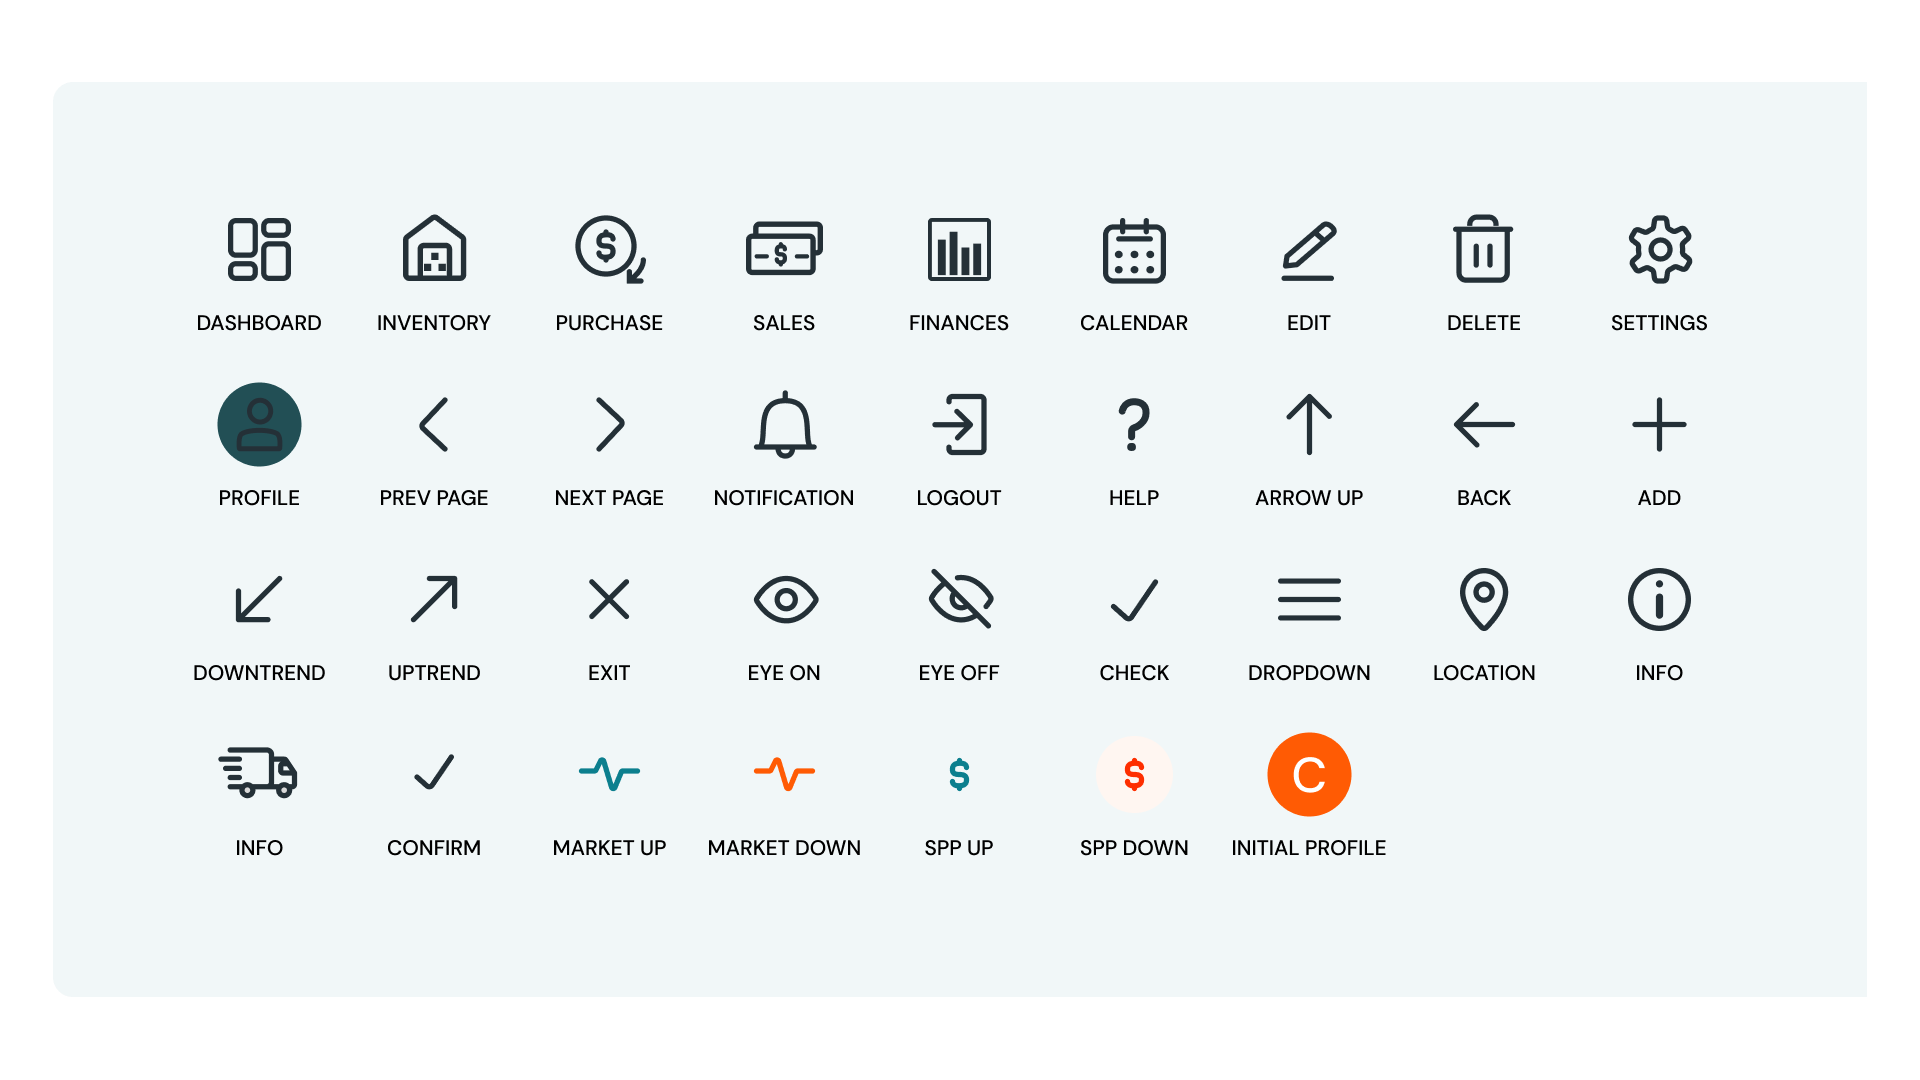 DASHBOARD INVENTORY PURCHASE SALES FINANCES CALENDAR EDIT DELETE SETTINGS
PROFILE PREV PAGE NEXT PAGE NOTIFICATION LOGOUT HELP ARROW UP BACK ADD
DOWNTREND UPTREND EXIT EYE ON EYE OFF CHECK DROPDOWN LOCATION INFO
C
INFO CONFIRM MARKET UP MARKET DOWN SPP UP SPP DOWN INITIAL PROFILE